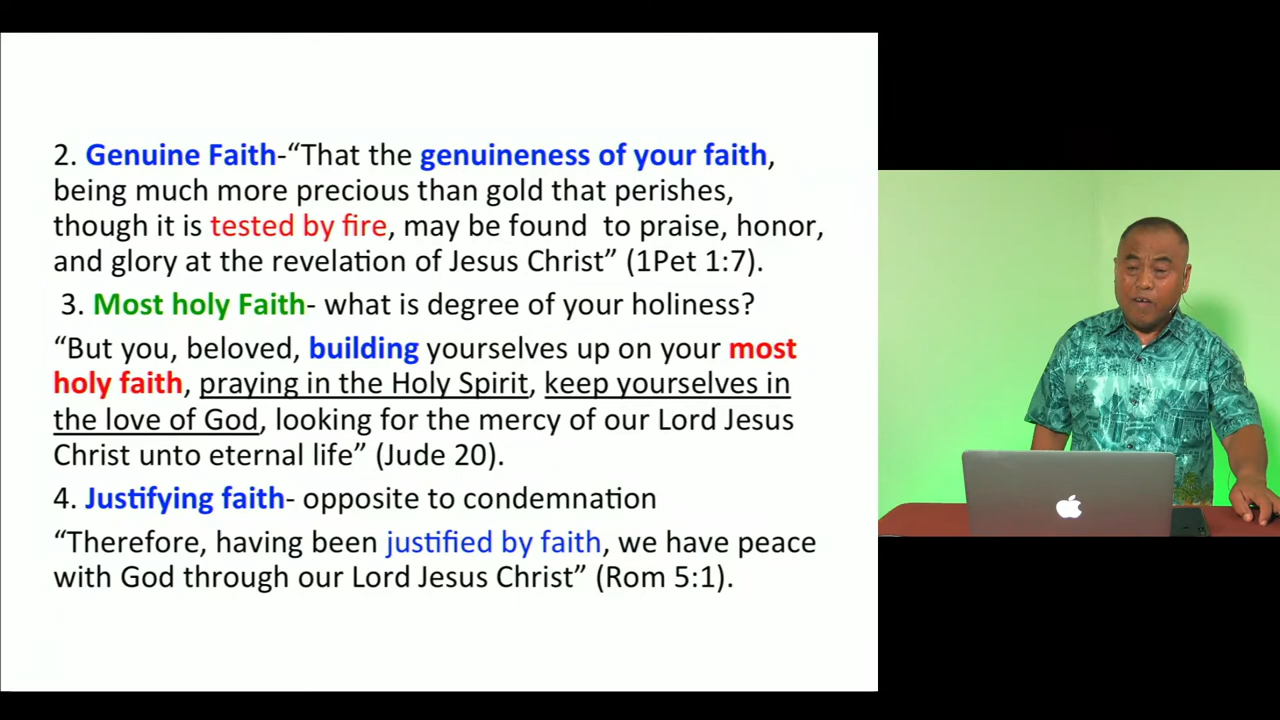 2. Genuine Faith-“That the genuineness of your faith,
being much more precious than gold that perishes,
though it is tested by fire, may be found  to praise, honor,
and glory at the revelation of Jesus Christ” (1Pet 1:7).
3. Most holy Faith- what is degree of your holiness?
“But you, beloved, building yourselves up on your most
holy faith, praying in the Holy Spirit, keep yourselves in
the love of God, looking for the mercy of our Lord Jesus
Christ unto eternal life” (Jude 20).
4. Justifying faith- opposite to condemnation
“Therefore, having been justified by faith, we have peace
with God through our Lord Jesus Christ” (Rom 5:1).